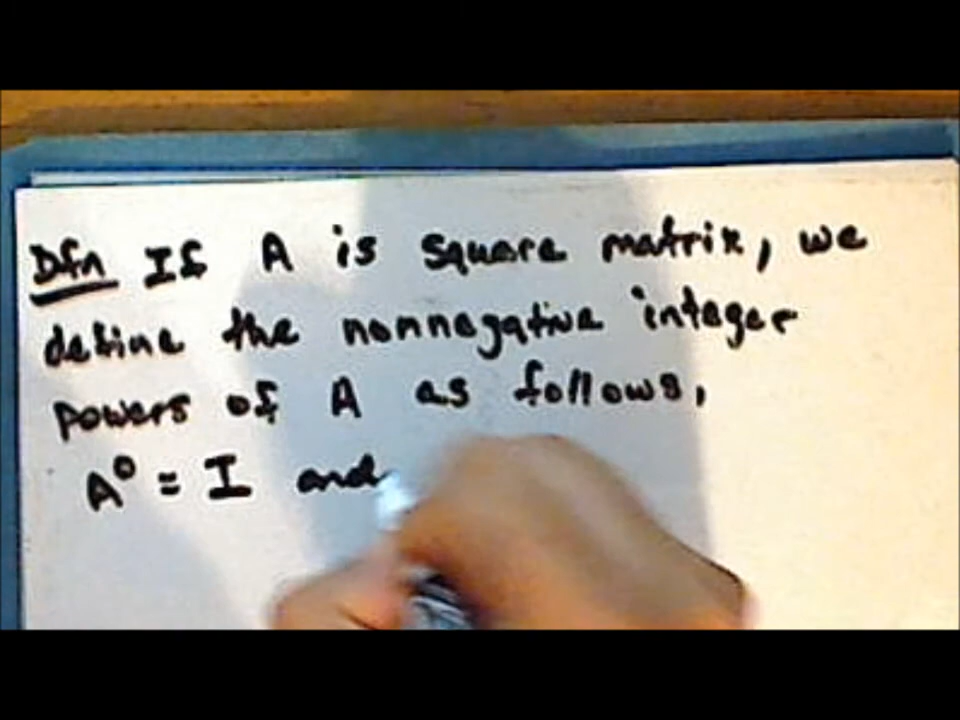 Dfn If A is square matrix, we
define the nonnegative integer
powers of A as follows,
A⁰ = I and